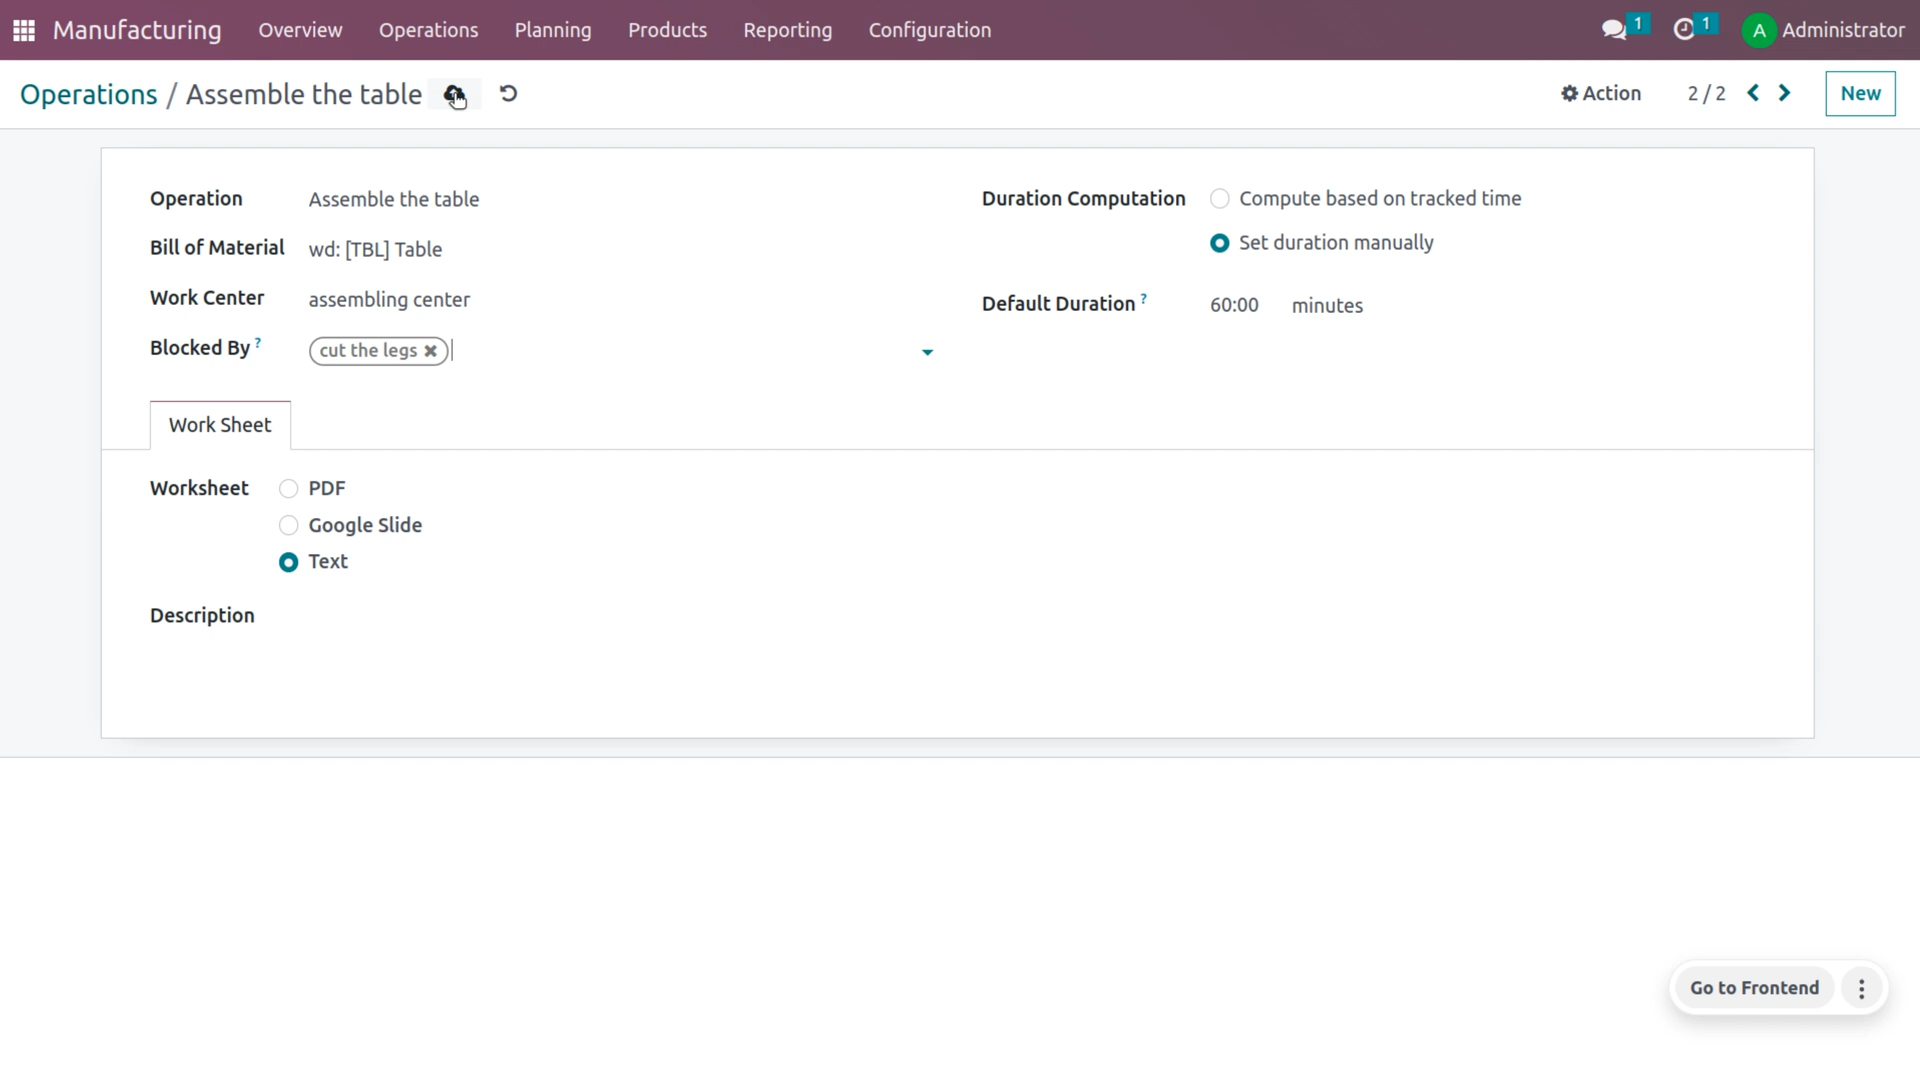 Manufacturing Overview Operations Planning Products Reporting Configuration 1 1 A Administrator
Operations / Assemble the table Action 2 / 2 New
Operation Assemble the table Duration Computation Compute based on tracked time
Bill of Material wd: [TBL] Table Set duration manually
Work Center assembling center Default Duration ? 60:00 minutes
Blocked By ? cut the legs
Work Sheet
Worksheet PDF
Google Slide
Text
Description
Go to Frontend